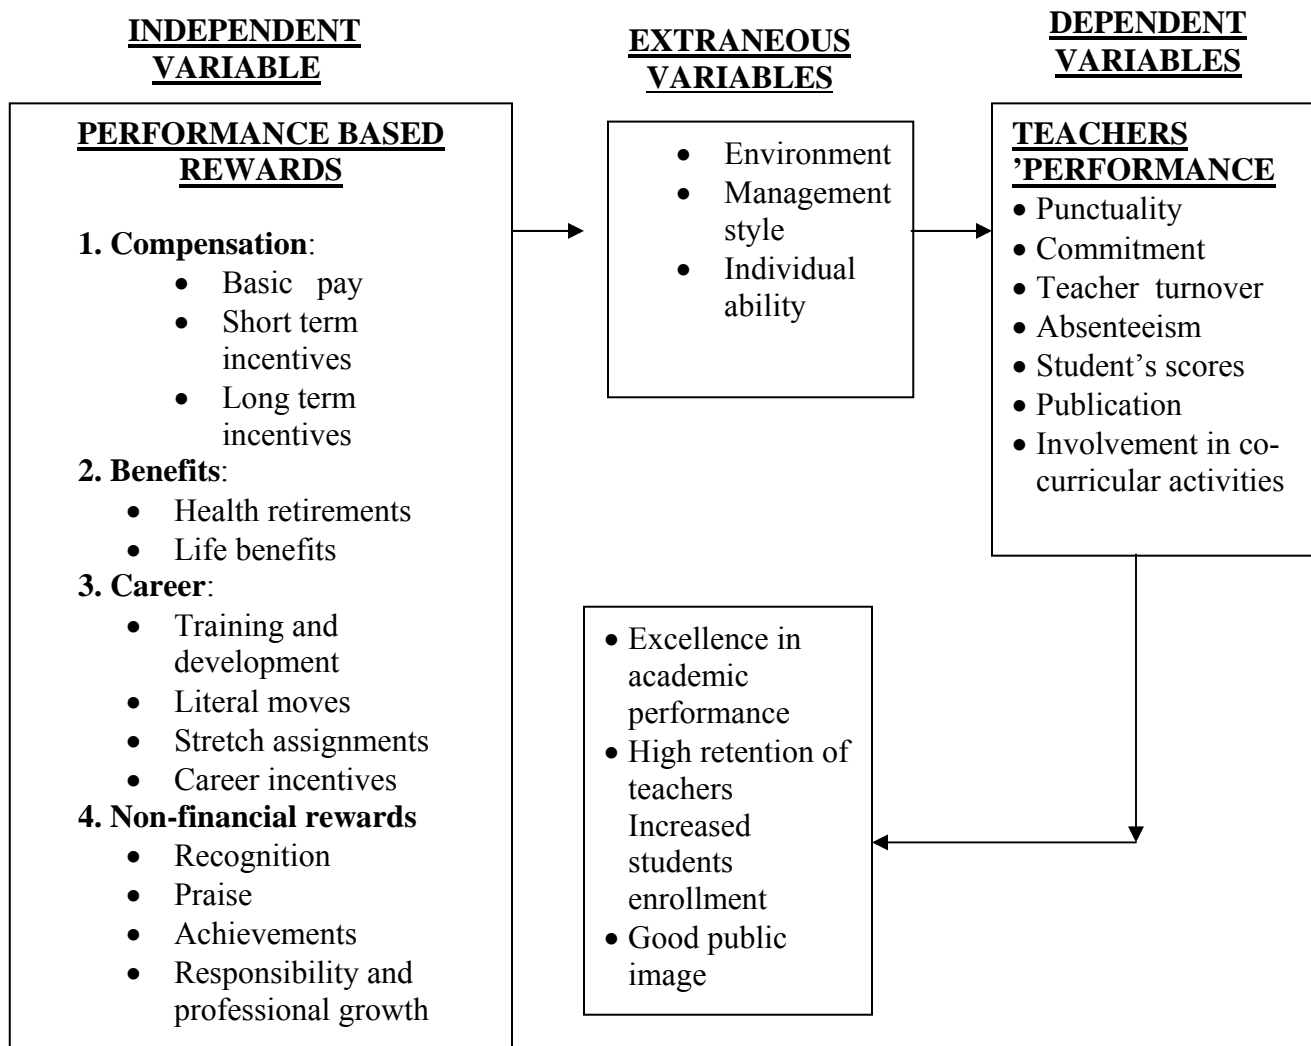 INDEPENDENT
VARIABLE
PERFORMANCE BASED
REWARDS
1. Compensation:
• Basic pay
• Short term
incentives
• Long term
incentives
2. Benefits:
• Health retirements
• Life benefits
3. Career:
• Training and
development
• Literal moves
• Stretch assignments
• Career incentives
4. Non-financial rewards
• Recognition
• Praise
• Achievements
• Responsibility and
professional growth
EXTRANEOUS
VARIABLES
• Environment
• Management
style
• Individual
ability
DEPENDENT
VARIABLES
TEACHERS
’PERFORMANCE
• Punctuality
• Commitment
• Teacher turnover
• Absenteeism
• Student’s scores
• Publication
• Involvement in co-
curricular activities
• Excellence in
academic
performance
• High retention of
teachers
Increased
students
enrollment
• Good public
image